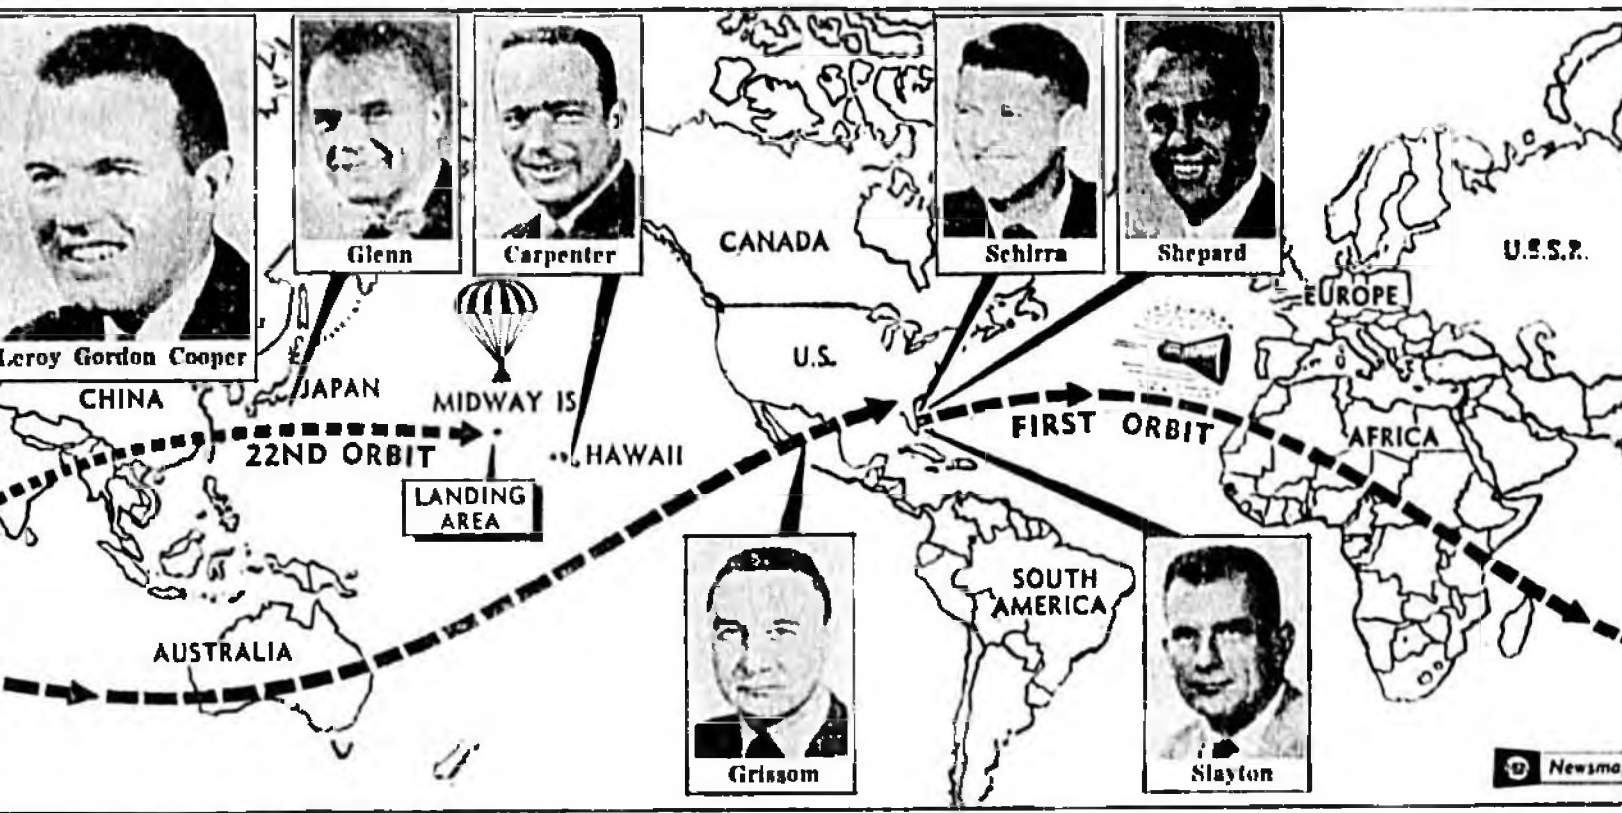 Leroy Gordon Cooper
Glenn
Carpenter
Schirra
Shepard
CANADA
U.S.S.R.
EUROPE
U.S.
CHINA
JAPAN
MIDWAY IS
22ND ORBIT
HAWAII
FIRST ORBIT
AFRICA
LANDING
AREA
SOUTH
AMERICA
AUSTRALIA
Grissom
Slayton
Newsma